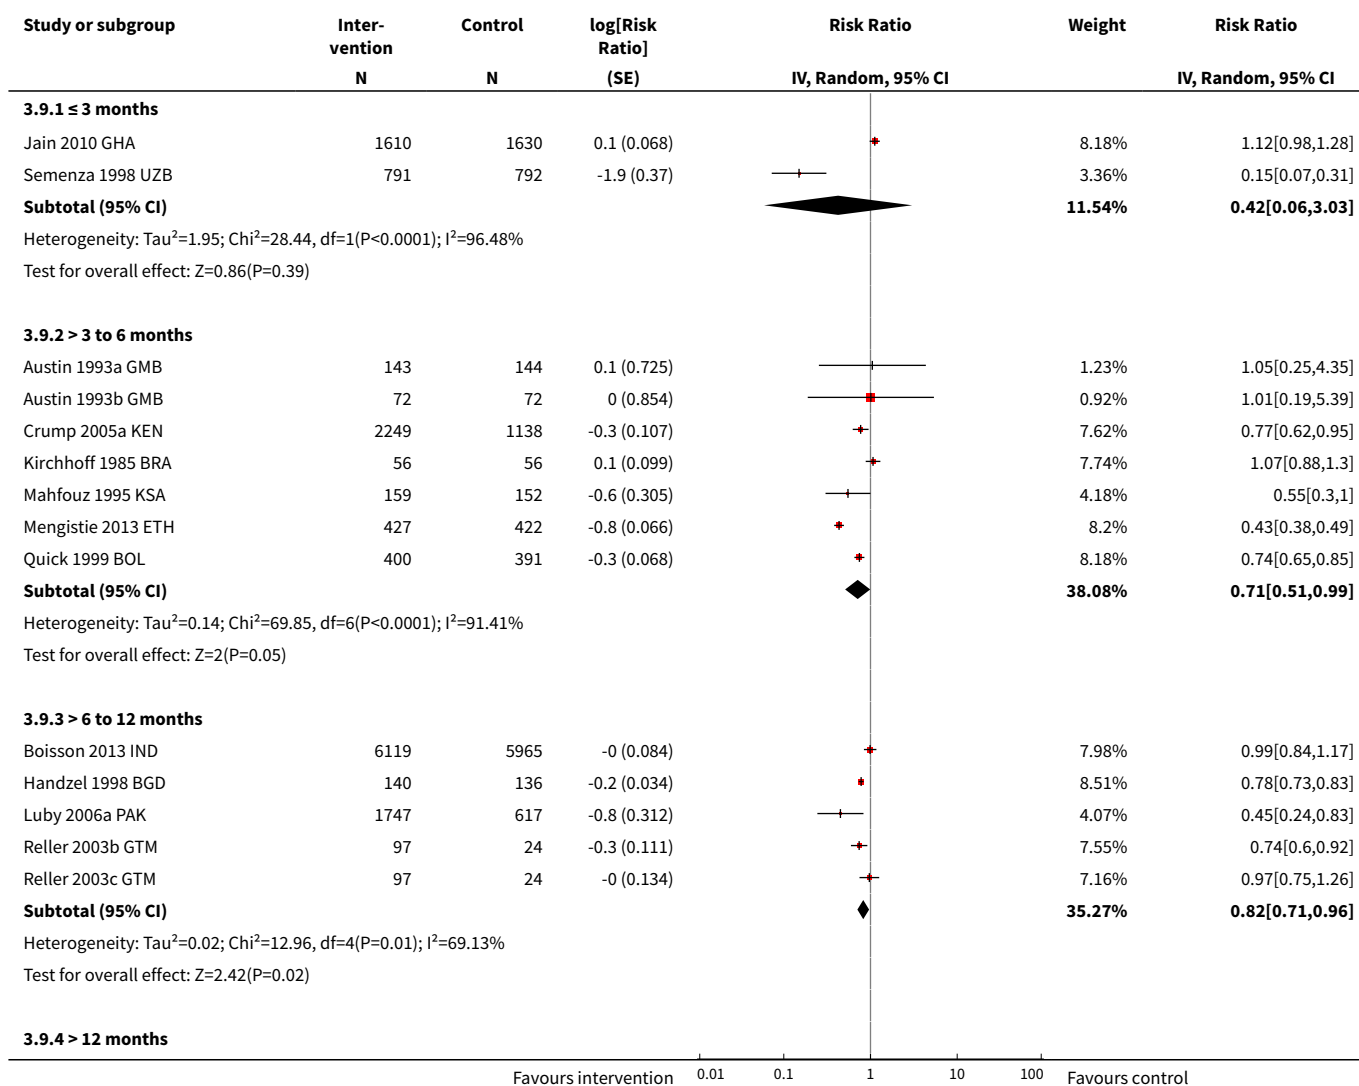 Study or subgroup Inter- Control log[Risk Risk Ratio Weight Risk Ratio
vention Ratio]
N N (SE) IV, Random, 95% CI IV, Random, 95% CI
3.9.1 ≤ 3 months
Jain 2010 GHA 1610 1630 0.1 (0.068) 8.18% 1.12[0.98,1.28]
Semenza 1998 UZB 791 792 -1.9 (0.37) 3.36% 0.15[0.07,0.31]
Subtotal (95% CI) 11.54% 0.42[0.06,3.03]
Heterogeneity: Tau²=1.95; Chi²=28.44, df=1(P<0.0001); I²=96.48%
Test for overall effect: Z=0.86(P=0.39)
3.9.2 > 3 to 6 months
Austin 1993a GMB 143 144 0.1 (0.725) 1.23% 1.05[0.25,4.35]
Austin 1993b GMB 72 72 0 (0.854) 0.92% 1.01[0.19,5.39]
Crump 2005a KEN 2249 1138 -0.3 (0.107) 7.62% 0.77[0.62,0.95]
Kirchhoff 1985 BRA 56 56 0.1 (0.099) 7.74% 1.07[0.88,1.3]
Mahfouz 1995 KSA 159 152 -0.6 (0.305) 4.18% 0.55[0.3,1]
Mengistie 2013 ETH 427 422 -0.8 (0.066) 8.2% 0.43[0.38,0.49]
Quick 1999 BOL 400 391 -0.3 (0.068) 8.18% 0.74[0.65,0.85]
Subtotal (95% CI) 38.08% 0.71[0.51,0.99]
Heterogeneity: Tau²=0.14; Chi²=69.85, df=6(P<0.0001); I²=91.41%
Test for overall effect: Z=2(P=0.05)
3.9.3 > 6 to 12 months
Boisson 2013 IND 6119 5965 -0 (0.084) 7.98% 0.99[0.84,1.17]
Handzel 1998 BGD 140 136 -0.2 (0.034) 8.51% 0.78[0.73,0.83]
Luby 2006a PAK 1747 617 -0.8 (0.312) 4.07% 0.45[0.24,0.83]
Reller 2003b GTM 97 24 -0.3 (0.111) 7.55% 0.74[0.6,0.92]
Reller 2003c GTM 97 24 -0 (0.134) 7.16% 0.97[0.75,1.26]
Subtotal (95% CI) 35.27% 0.82[0.71,0.96]
Heterogeneity: Tau²=0.02; Chi²=12.96, df=4(P=0.01); I²=69.13%
Test for overall effect: Z=2.42(P=0.02)
3.9.4 > 12 months
Favours intervention 0.01 0.1 1 10 100 Favours control